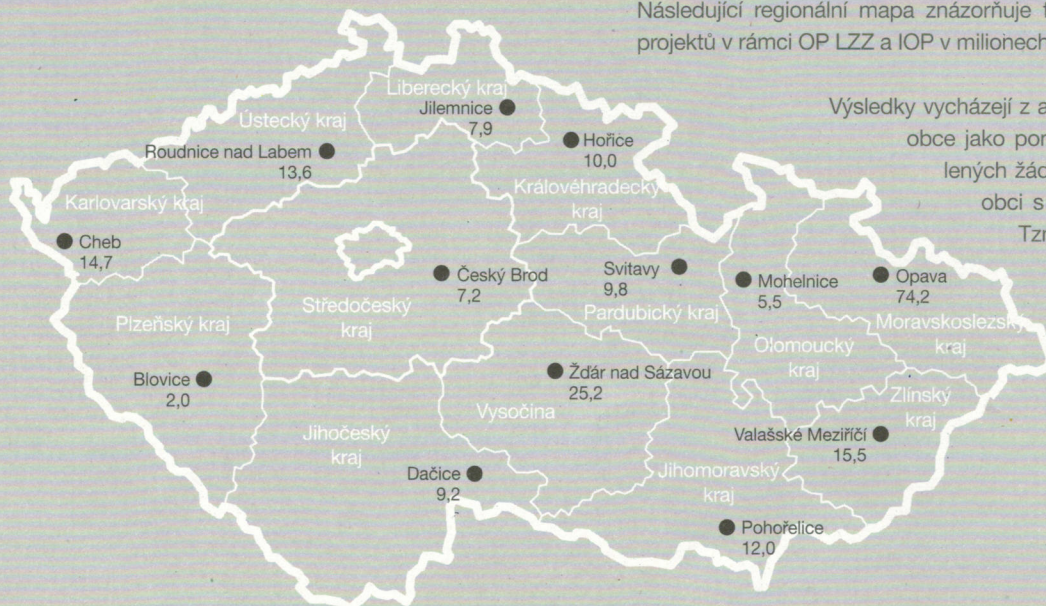 Následující regionální mapa znázorňuje
projektů v rámci OP LZZ a IOP v milionech
Výsledky vycházejí z
obce jako
lených
obci
Liberecký kraj
Jilemnice
7,9
Ústecký kraj
Hořice
10,0
Roudnice nad Labem
13,6
Královéhradecký
kraj
Karlovarský kraj
Cheb
14,7
Český Brod
7,2
Svitavy
9,8
Mohelnice
5,5
Opava
74,2
Středočeský
kraj
Pardubický kraj
Plzeňský kraj
Moravskoslezský
kraj
Olomoucký
kraj
Blovice
2,0
Žďár nad Sázavou
25,2
Vysočina
Zlínský
kraj
Jihočeský
kraj
Valašské Meziříčí
15,5
Dačice
9,2
Jihomoravský
kraj
Pohořelice
12,0